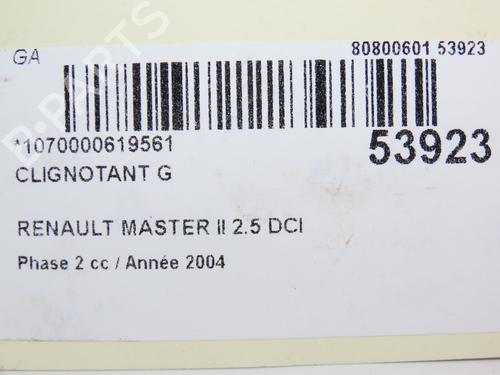 GA
80800601 53923
*1070000619561
53923
CLIGNOTANT G
RENAULT MASTER II 2.5 DCI
Phase 2 cc / Année 2004
B-PARTS